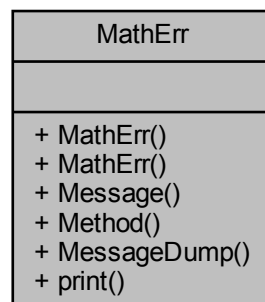 MathErr
+ MathErr()
+ MathErr()
+ Message()
+ Method()
+ MessageDump()
+ print()